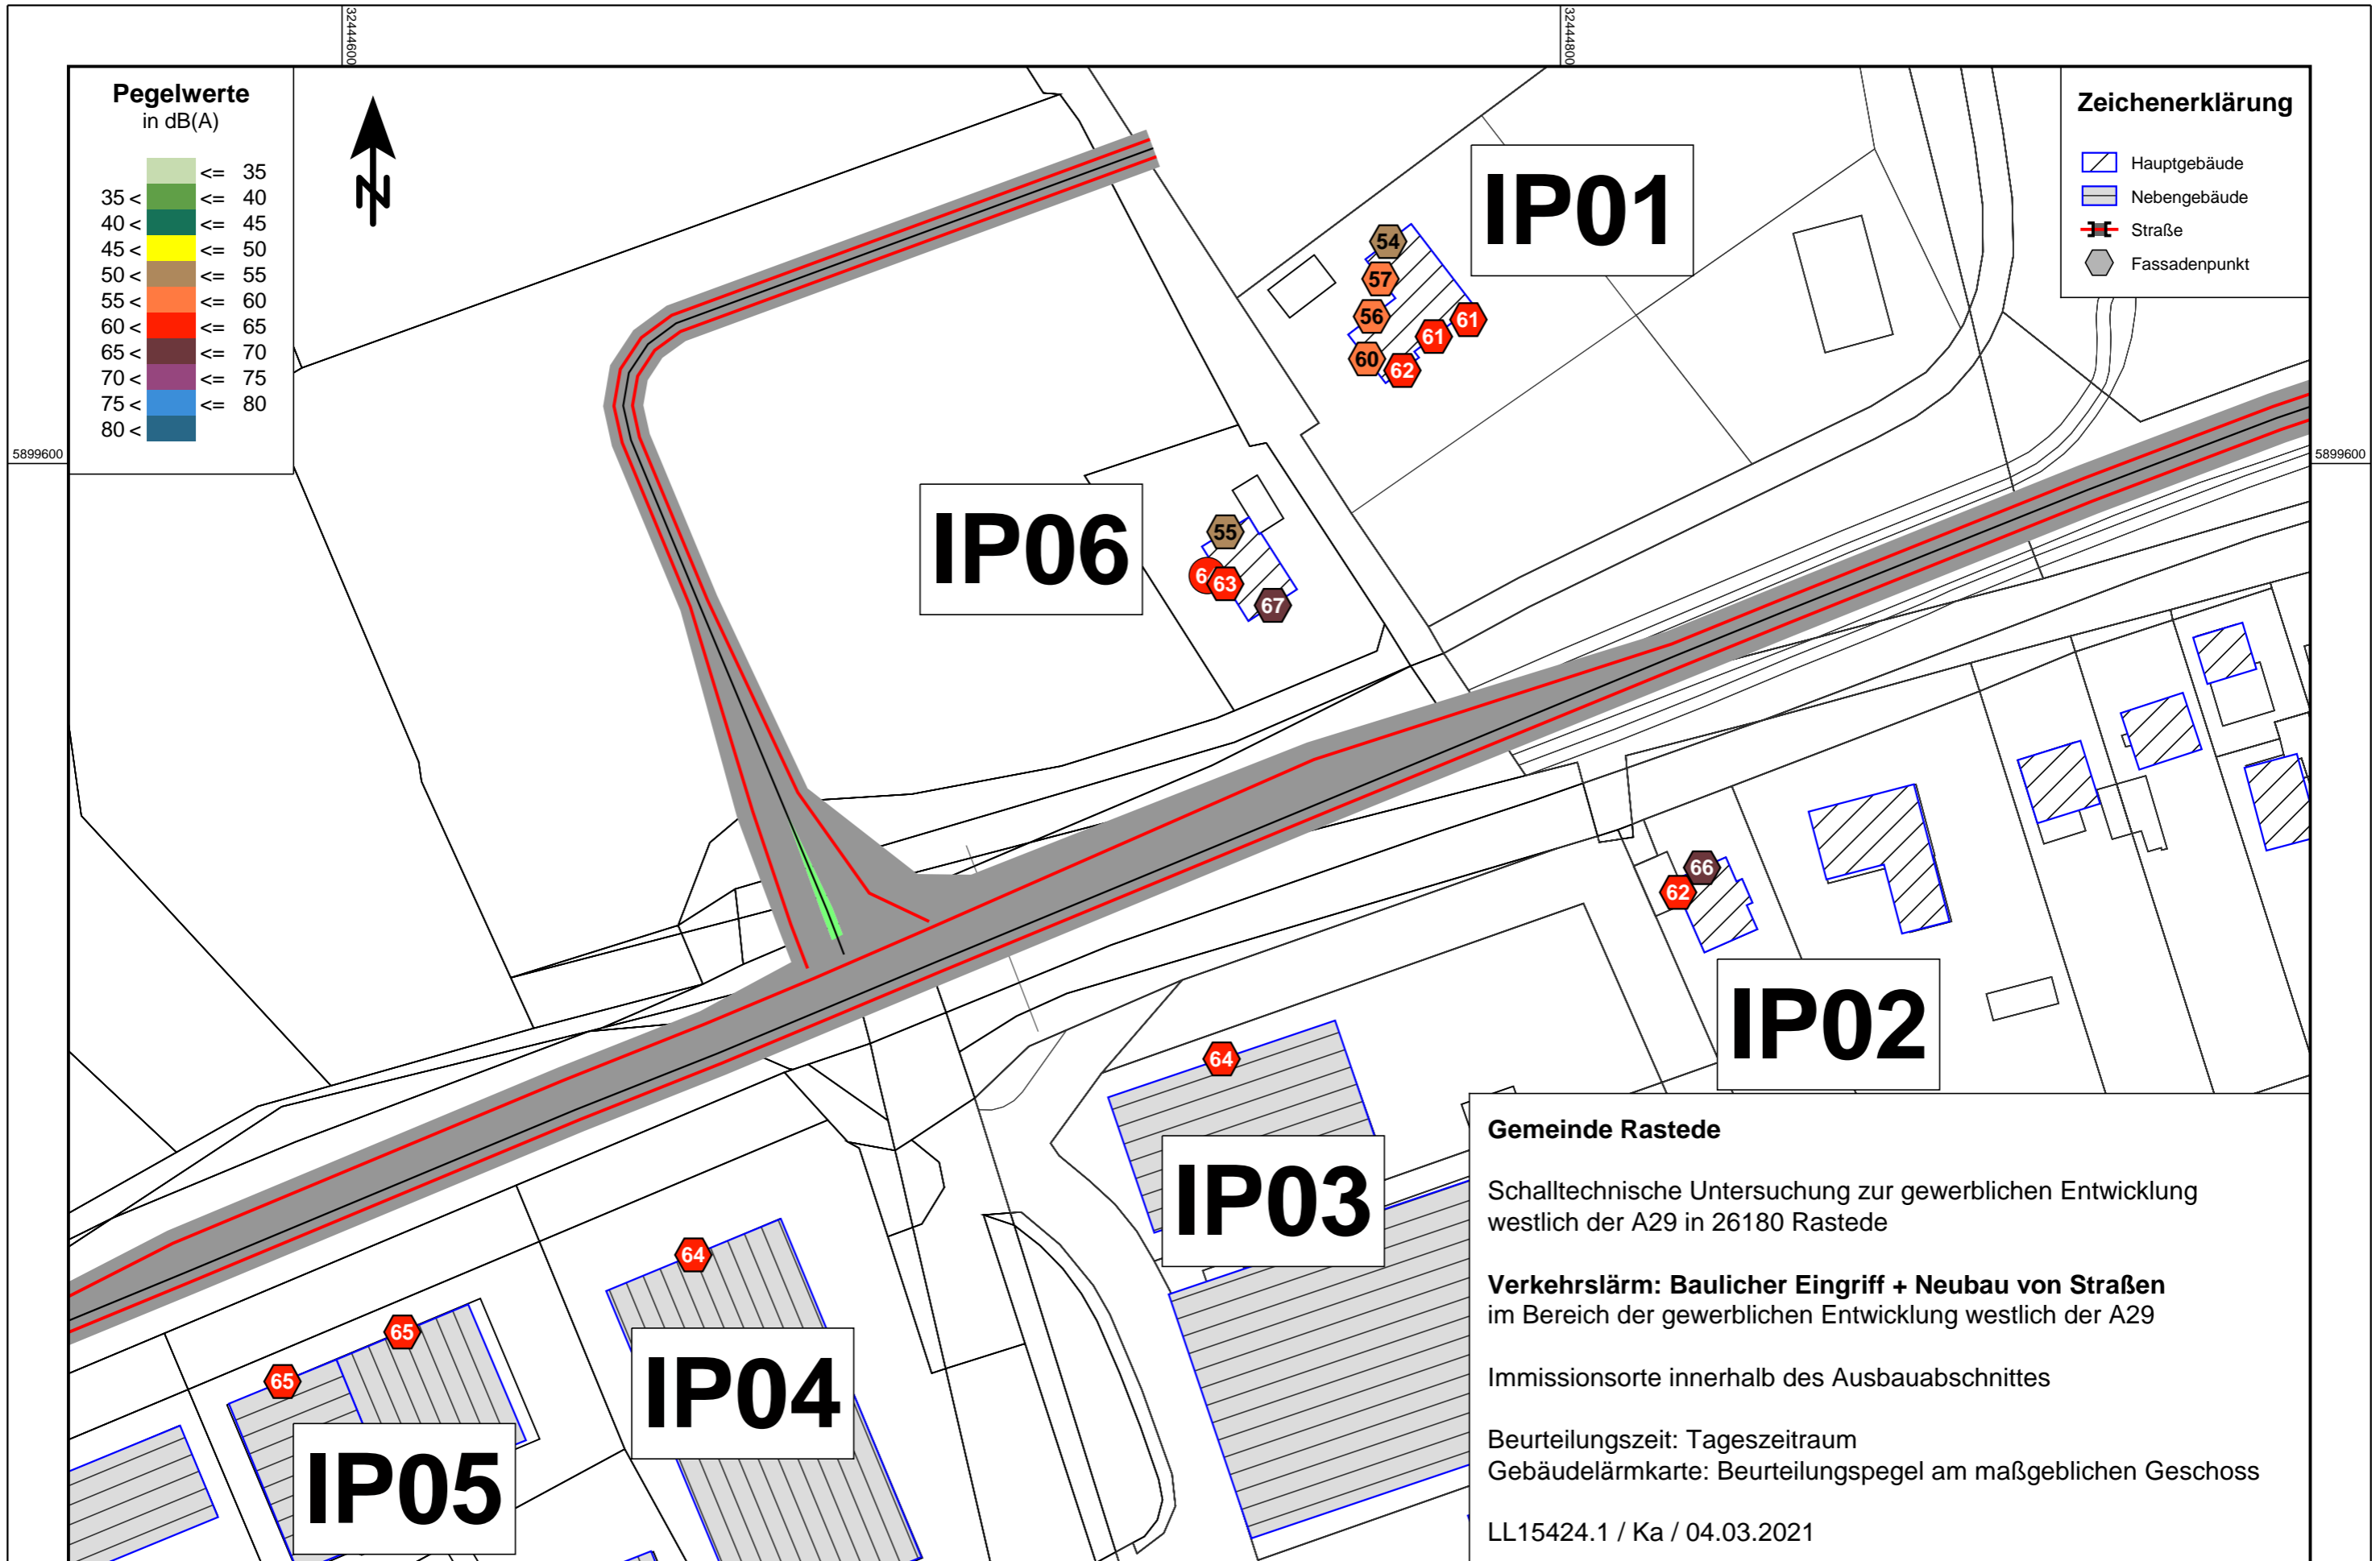 32444600
32444800
Pegelwerte
in dB(A)
<= 35
35 < <= 40
40 < <= 45
45 < <= 50
50 < <= 55
55 < <= 60
60 < <= 65
65 < <= 70
70 < <= 75
75 < <= 80
80 <
N
Zeichenerklärung
Hauptgebäude
Nebengebäude
Straße
Fassadenpunkt
5899600
5899600
IP01
54
57
56
60
62
61
61
IP06
55
63
67
66
62
IP02
64
IP03
64
IP04
65
65
IP05
Gemeinde Rastede
Schalltechnische Untersuchung zur gewerblichen Entwicklung
westlich der A29 in 26180 Rastede
Verkehrslärm: Baulicher Eingriff + Neubau von Straßen
im Bereich der gewerblichen Entwicklung westlich der A29
Immissionsorte innerhalb des Ausbauabschnittes
Beurteilungszeit: Tageszeitraum
Gebäudelärmkarte: Beurteilungspegel am maßgeblichen Geschoss
LL15424.1 / Ka / 04.03.2021